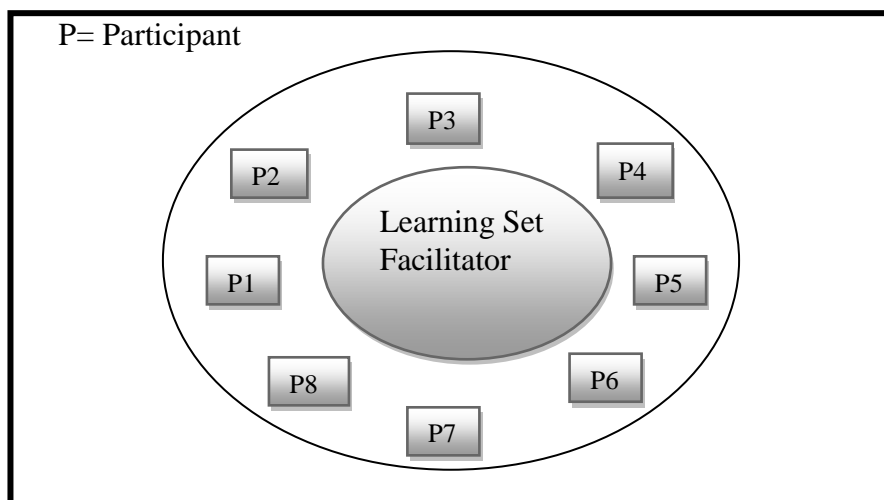 P= Participant
P3
P2
P4
Learning Set
Facilitator
P1
P5
P8
P6
P7